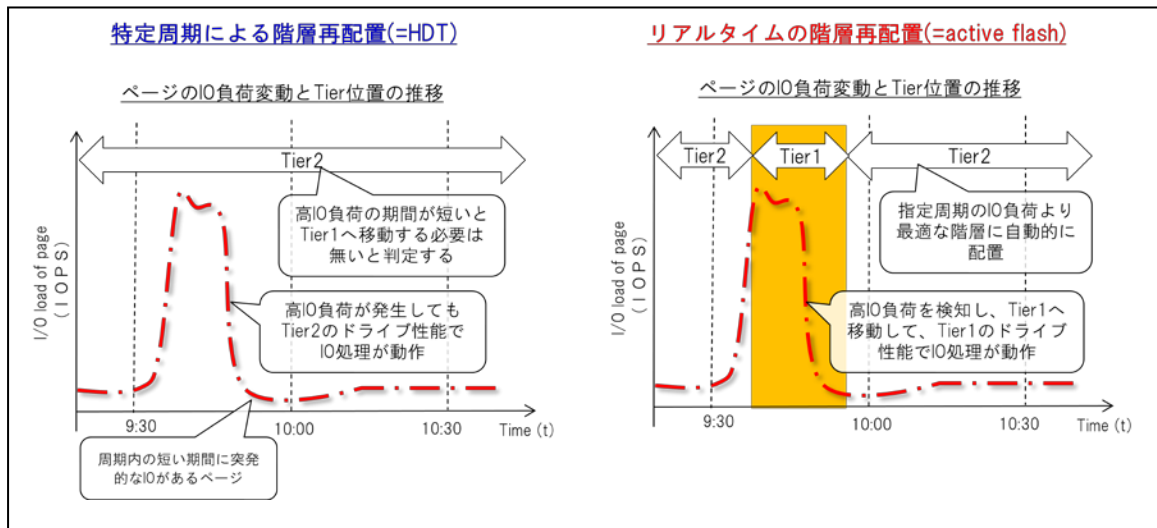 特定周期による階層再配置(=HDT)
ページのIO負荷変動とTier位置の推移
I/O load of page
(IOPS)
Tier2
高IO負荷の期間が短いと
Tier1へ移動する必要は
無いと判定する
高IO負荷が発生しても
Tier2のドライブ性能で
IO処理が動作
9:30
10:00
10:30
Time (t)
周期内の短い期間に突発
的なIOがあるページ
リアルタイムの階層再配置(=active flash)
ページのIO負荷変動とTier位置の推移
I/O load of page
(IOPS)
Tier2
Tier1
Tier2
指定周期のIO負荷より
最適な階層に自動的に
配置
高IO負荷を検知し、Tier1へ
移動して、Tier1のドライブ
性能でIO処理が動作
9:30
10:00
10:30
Time (t)